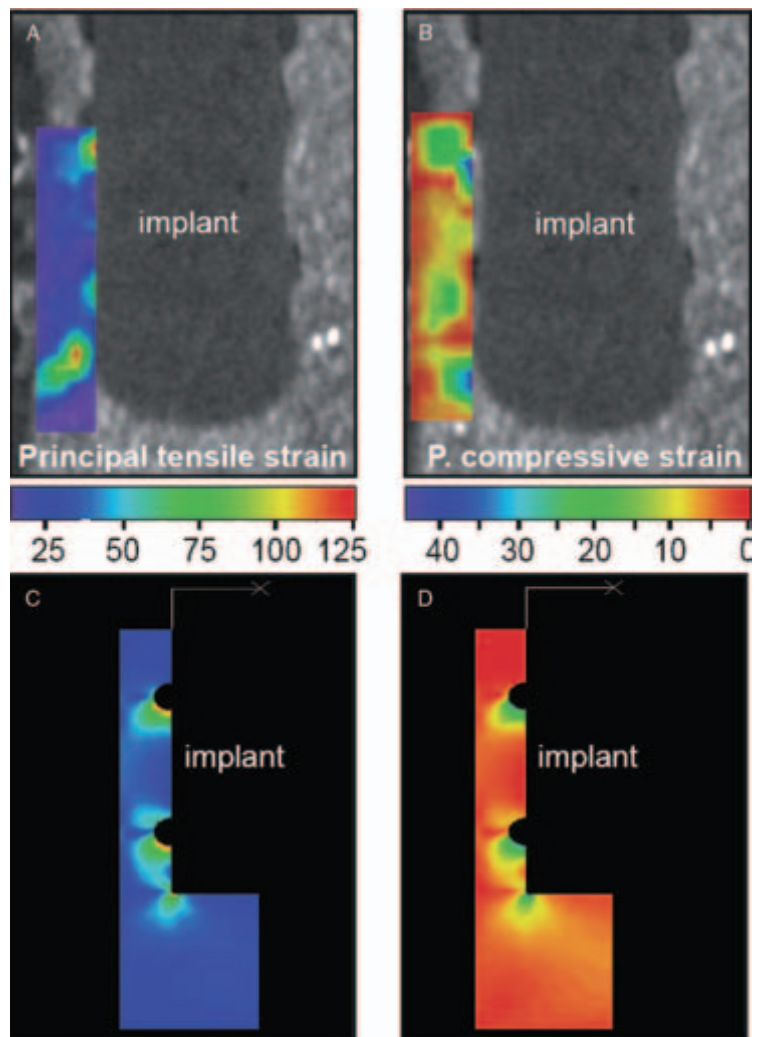 A
B
implant
implant
Principal tensile strain
P. compressive strain
25 50 75 100 125
40 30 20 10 0
C
D
implant
implant